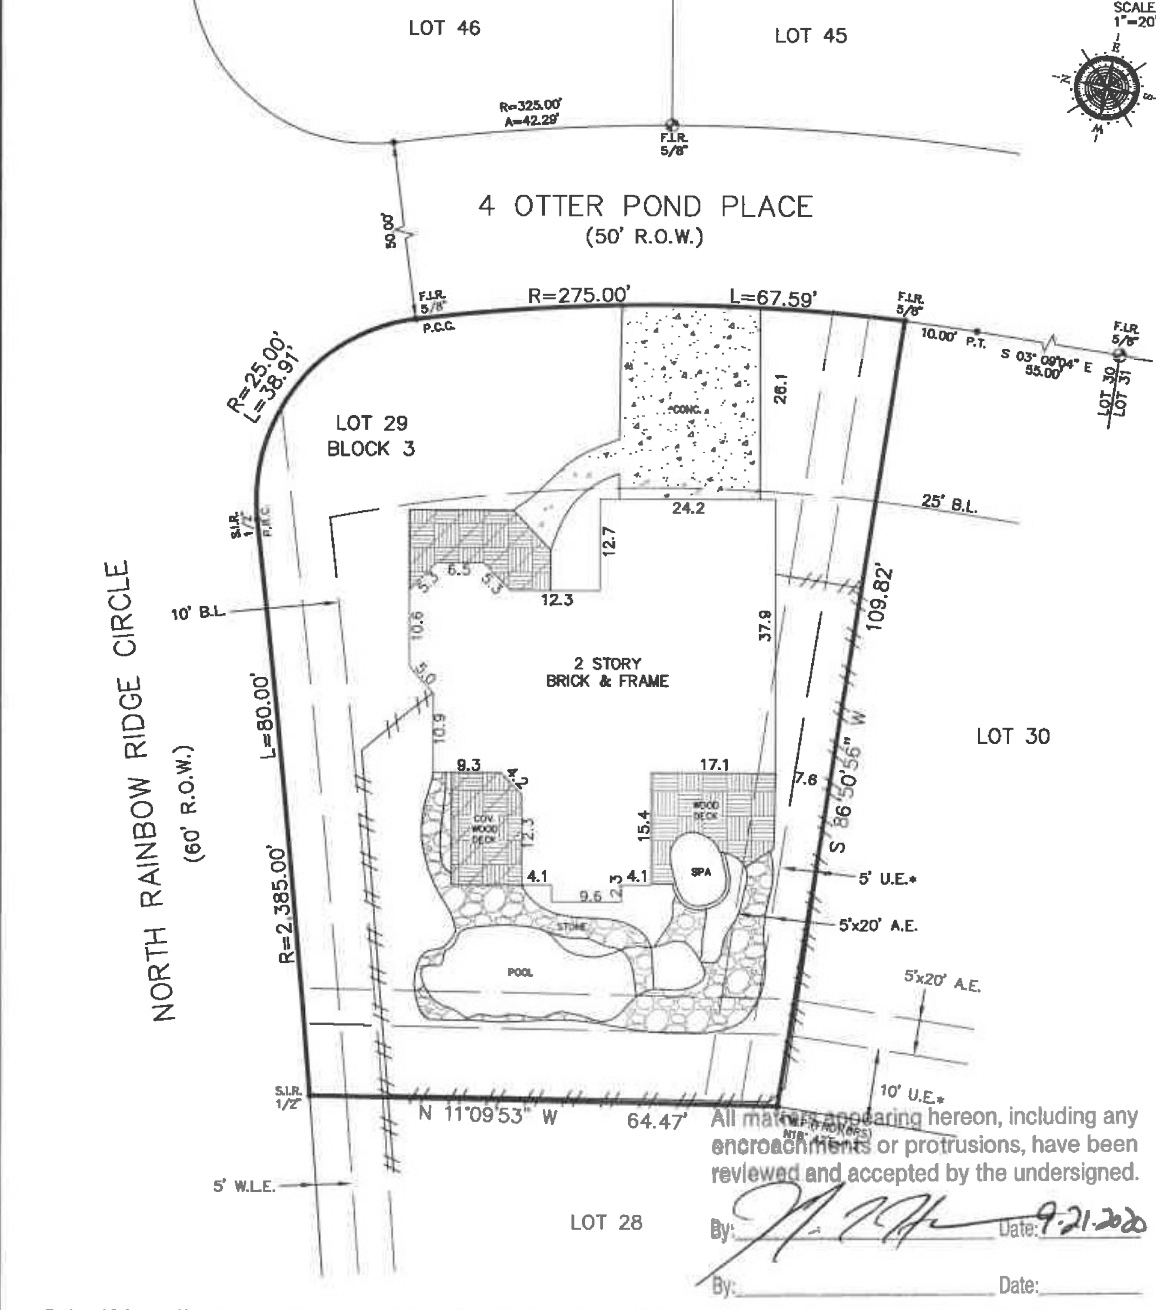 SCALE
1"=20'
LOT 46
LOT 45
E
N
S
W
R=325.00'
A=42.29'
F.I.R.
5/8"
4 OTTER POND PLACE
(50' R.O.W.)
50.00'
F.I.R.
5/8"
P.C.C.
R=275.00'
L=67.59'
F.I.R.
5/8"
10.00' P.T.
S 03° 09'04" E
55.00'
F.I.R.
5/8"
LOT 30
LOT 31
R=25.00'
L=38.91'
LOT 29
BLOCK 3
CONC.
26.1
25' B.L.
24.2
S.I.R.
1/2"
P.R.C.
12.7
5.3
6.5
5.3
12.3
10' B.L.
10.6
37.9
109.82'
2 STORY
BRICK & FRAME
5.0
10.9
NORTH RAINBOW RIDGE CIRCLE
(60' R.O.W.)
L=80.00'
R=2,385.00'
LOT 30
S 86°50'56" W
9.3
4.2
17.1
7.6
COV.
WOOD
DECK
12.3
15.4
WOOD
DECK
SPA
4.1
9.6
2.3
4.1
5' U.E.*
STONE
5'x20' A.E.
POOL
5'x20' A.E.
10' U.E.*
S.I.R.
1/2"
N 11°09'53" W
64.47'
All matters appearing hereon, including any
encroachments or protrusions, have been
reviewed and accepted by the undersigned.
5' W.L.E.
LOT 28
By:
Date: 9-21-2020
By:
Date: